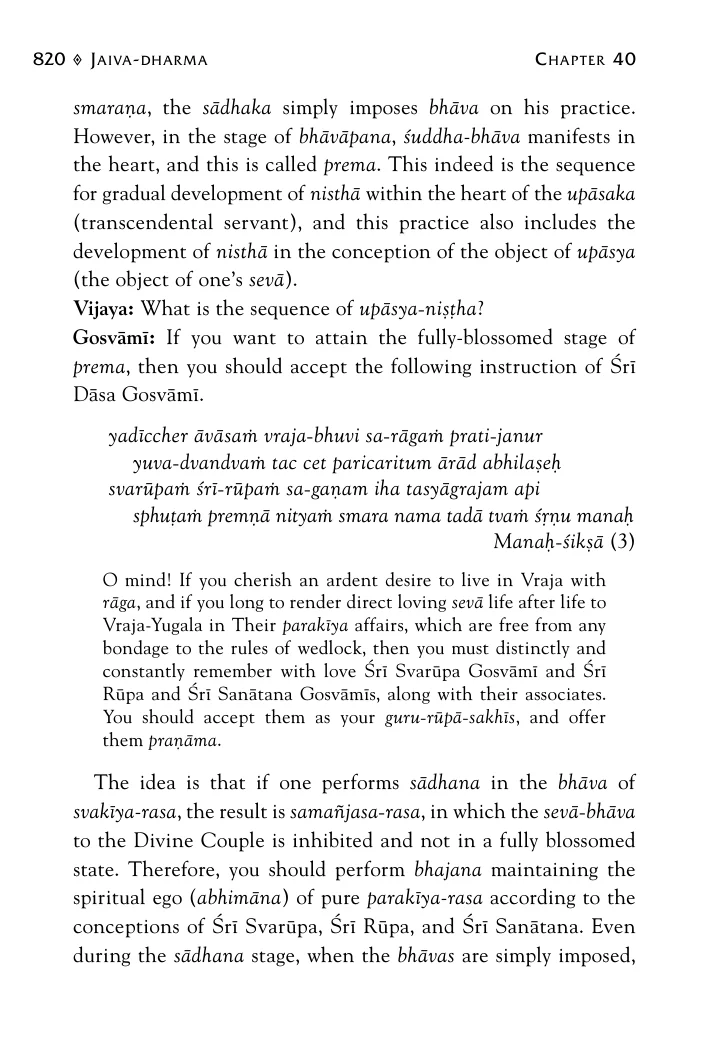 820 ⟡ JAIVA-DHARMA CHAPTER 40
smaraṇa, the sādhaka simply imposes bhāva on his practice.
However, in the stage of bhāvāpana, śuddha-bhāva manifests in
the heart, and this is called prema. This indeed is the sequence
for gradual development of nisthā within the heart of the upāsaka
(transcendental servant), and this practice also includes the
development of nisthā in the conception of the object of upāsya
(the object of one’s sevā).
Vijaya: What is the sequence of upāsya-niṣṭha?
Gosvāmī: If you want to attain the fully-blossomed stage of
prema, then you should accept the following instruction of Śrī
Dāsa Gosvāmī.
yadīccher āvāsaṁ vraja-bhuvi sa-rāgaṁ prati-janur
yuva-dvandvaṁ tac cet paricaritum ārād abhilaṣeḥ
svarūpaṁ śrī-rūpaṁ sa-gaṇam iha tasyāgrajam api
sphuṭaṁ premṇā nityaṁ smara nama tadā tvaṁ śṛṇu manaḥ
Manaḥ-śikṣā (3)
O mind! If you cherish an ardent desire to live in Vraja with
rāga, and if you long to render direct loving sevā life after life to
Vraja-Yugala in Their parakīya affairs, which are free from any
bondage to the rules of wedlock, then you must distinctly and
constantly remember with love Śrī Svarūpa Gosvāmī and Śrī
Rūpa and Śrī Sanātana Gosvāmīs, along with their associates.
You should accept them as your guru-rūpā-sakhīs, and offer
them praṇāma.
The idea is that if one performs sādhana in the bhāva of
svakīya-rasa, the result is samañjasa-rasa, in which the sevā-bhāva
to the Divine Couple is inhibited and not in a fully blossomed
state. Therefore, you should perform bhajana maintaining the
spiritual ego (abhimāna) of pure parakīya-rasa according to the
conceptions of Śrī Svarūpa, Śrī Rūpa, and Śrī Sanātana. Even
during the sādhana stage, when the bhāvas are simply imposed,